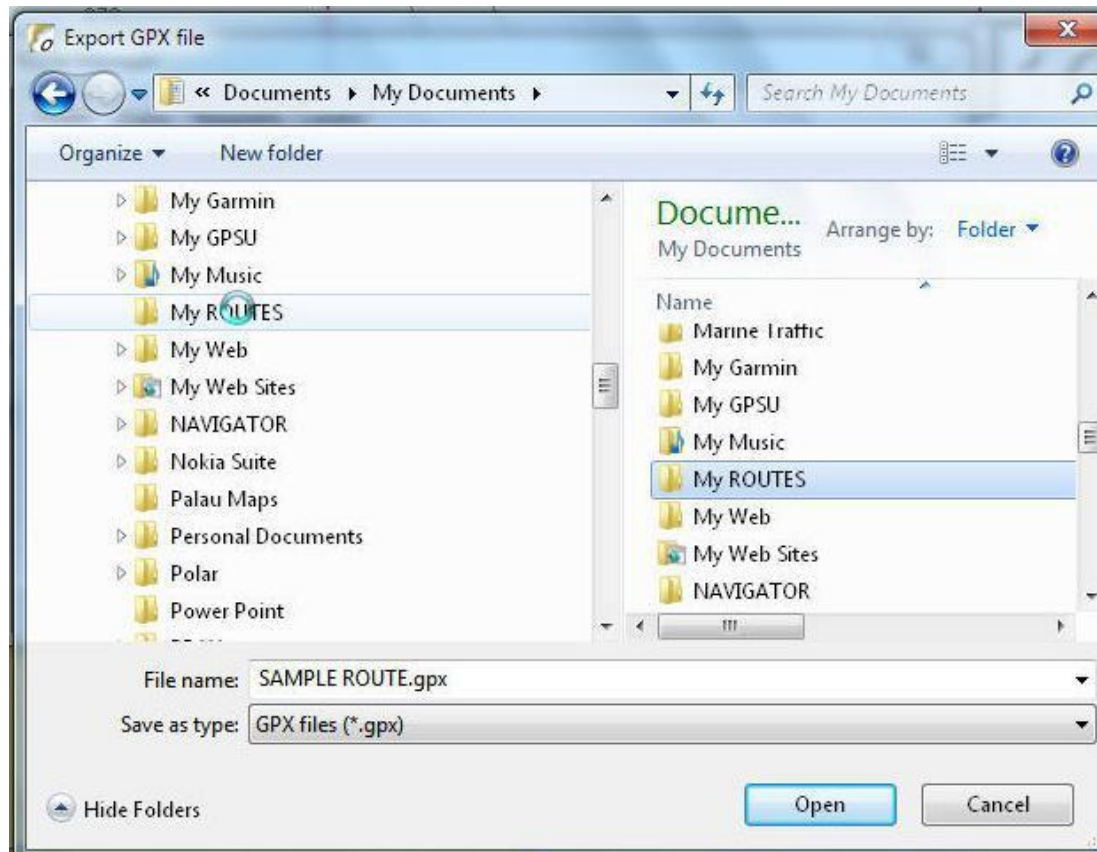 Export GPX file
« Documents My Documents
Search My Documents
Organize New folder
My Garmin
My GPSU
My Music
My ROUTES
My Web
My Web Sites
NAVIGATOR
Nokia Suite
Palau Maps
Personal Documents
Polar
Power Point
Docume...
My Documents
Arrange by: Folder
Name
Marine Traffic
My Garmin
My GPSU
My Music
My ROUTES
My Web
My Web Sites
NAVIGATOR
File name: SAMPLE ROUTE.gpx
Save as type: GPX files (*.gpx)
Hide Folders
Open Cancel